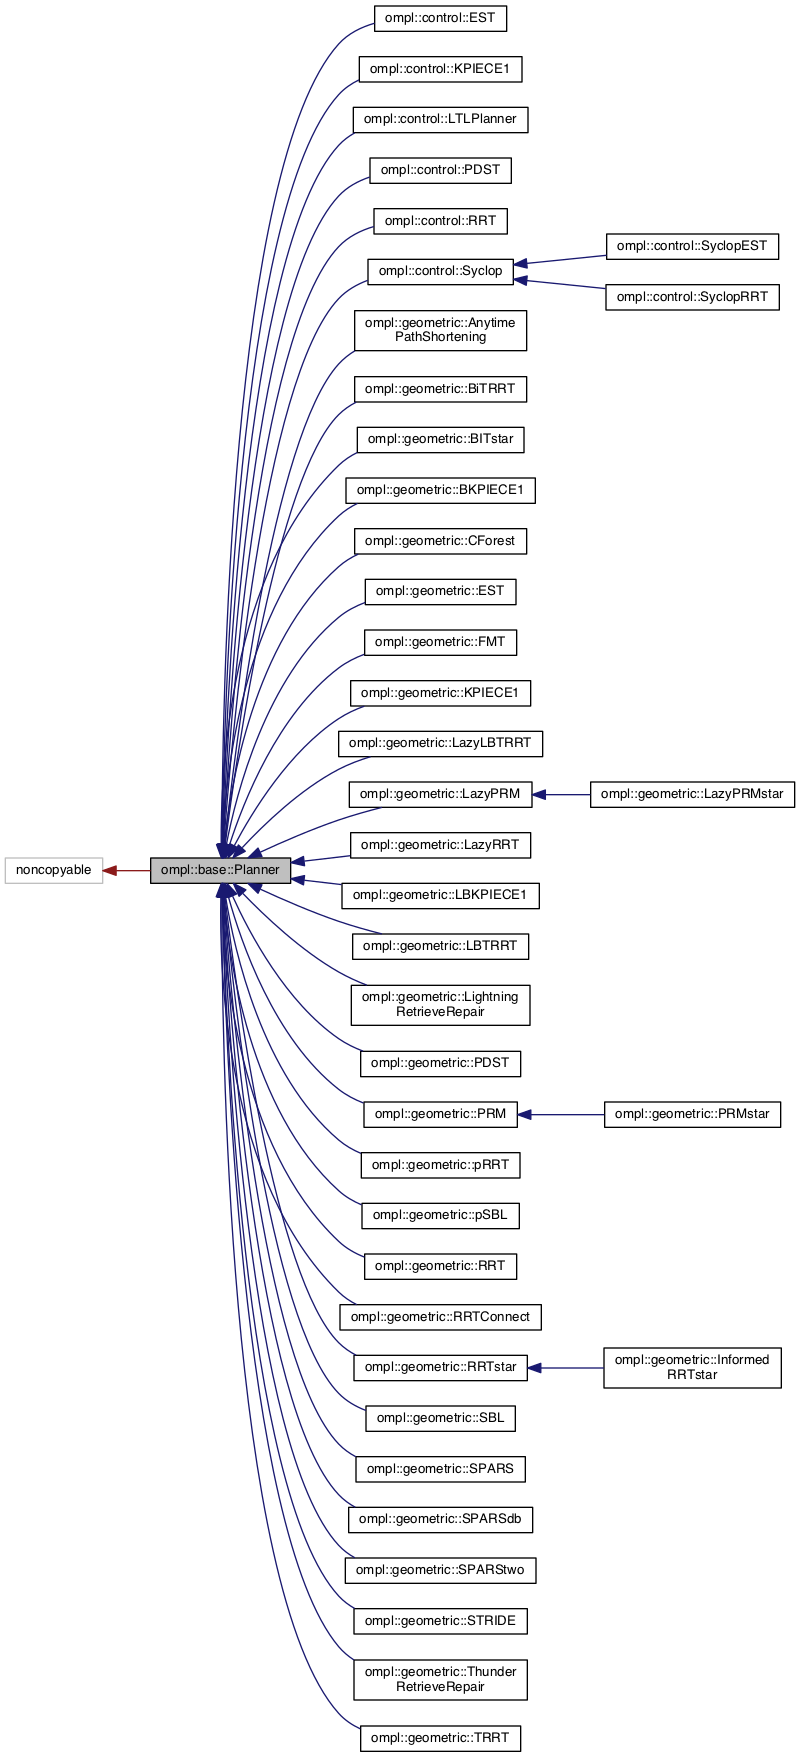 ompl::control::EST
ompl::control::KPIECE1
ompl::control::LTLPlanner
ompl::control::PDST
ompl::control::RRT
ompl::control::Syclop
ompl::control::SyclopEST
ompl::control::SyclopRRT
ompl::geometric::Anytime
PathShortening
ompl::geometric::BiTRRT
ompl::geometric::BITstar
ompl::geometric::BKPIECE1
ompl::geometric::CForest
ompl::geometric::EST
ompl::geometric::FMT
ompl::geometric::KPIECE1
ompl::geometric::LazyLBTRRT
ompl::geometric::LazyPRM
ompl::geometric::LazyPRMstar
ompl::geometric::LazyRRT
noncopyable
ompl::base::Planner
ompl::geometric::LBKPIECE1
ompl::geometric::LBTRRT
ompl::geometric::Lightning
RetrieveRepair
ompl::geometric::PDST
ompl::geometric::PRM
ompl::geometric::PRMstar
ompl::geometric::pRRT
ompl::geometric::pSBL
ompl::geometric::RRT
ompl::geometric::RRTConnect
ompl::geometric::RRTstar
ompl::geometric::Informed
RRTstar
ompl::geometric::SBL
ompl::geometric::SPARS
ompl::geometric::SPARSdb
ompl::geometric::SPARStwo
ompl::geometric::STRIDE
ompl::geometric::Thunder
RetrieveRepair
ompl::geometric::TRRT